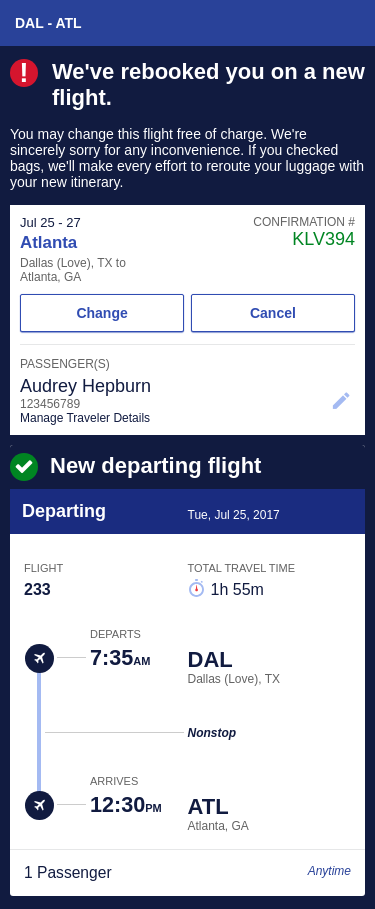 DAL - ATL
We've rebooked you on a new
flight.
You may change this flight free of charge. We're
sincerely sorry for any inconvenience. If you checked
bags, we'll make every effort to reroute your luggage with
your new itinerary.
Jul 25 - 27
CONFIRMATION #
Atlanta
KLV394
Dallas (Love), TX to
Atlanta, GA
Change
Cancel
PASSENGER(S)
Audrey Hepburn
123456789
Manage Traveler Details
New departing flight
Departing
Tue, Jul 25, 2017
FLIGHT
TOTAL TRAVEL TIME
233
1h 55m
DEPARTS
7:35AM
DAL
Dallas (Love), TX
Nonstop
ARRIVES
12:30PM
ATL
Atlanta, GA
1 Passenger
Anytime